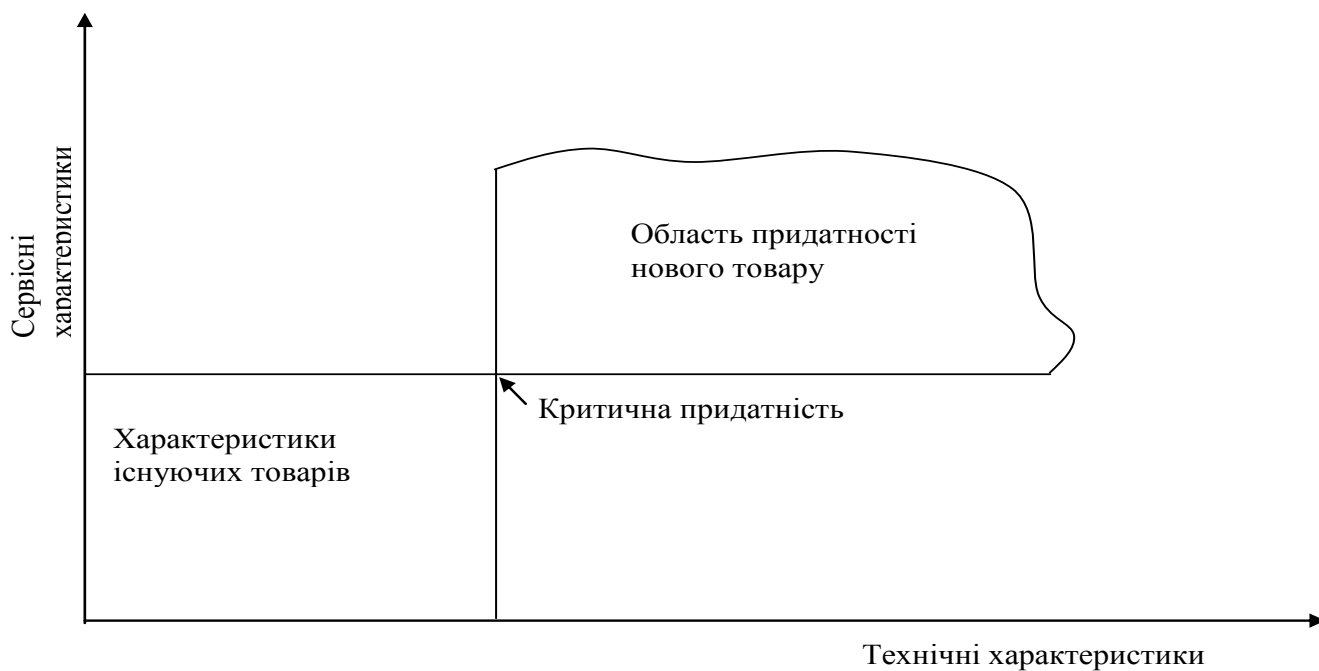 Сервісні
характеристики
Область придатності
нового товару
Критична придатність
Характеристики
існуючих товарів
Технічні характеристики